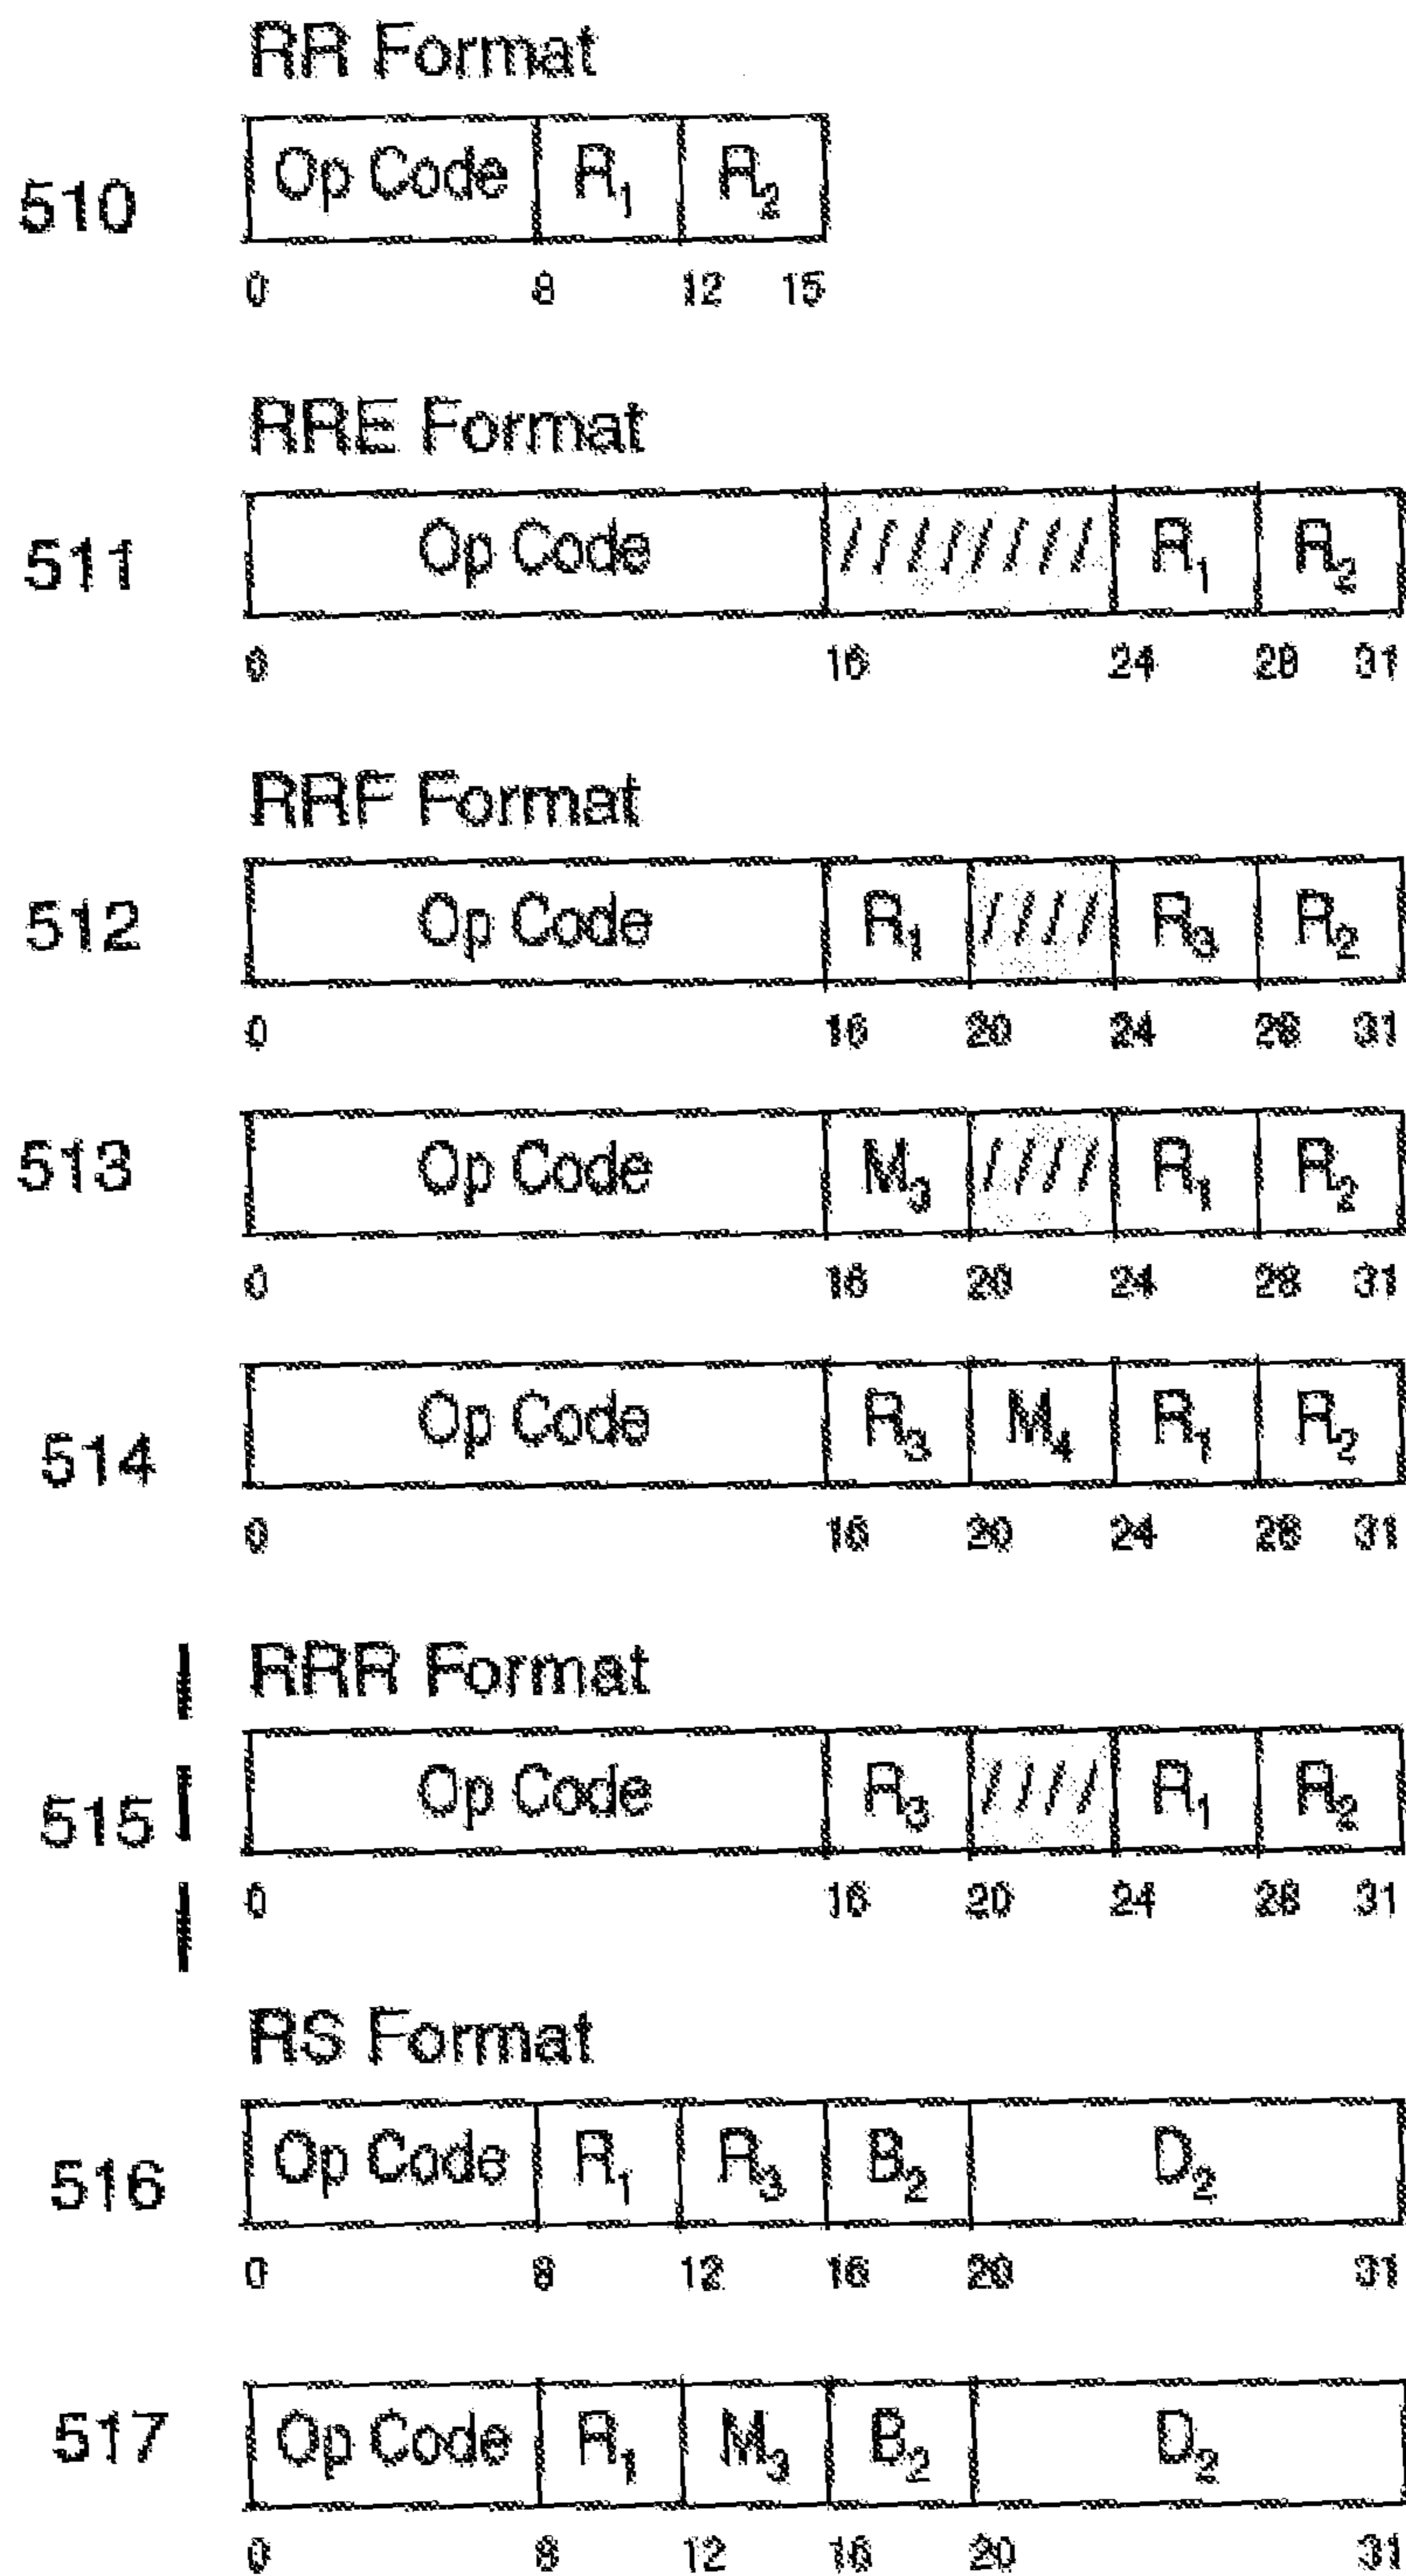 RR Format
510 Op Code R₁ R₂
0 8 12 15
RRE Format
511 Op Code //////// R₁ R₂
0 16 24 28 31
RRF Format
512 Op Code R₁ //// R₃ R₂
0 16 20 24 28 31
513 Op Code M₃ //// R₁ R₂
0 16 20 24 28 31
514 Op Code R₃ M₄ R₁ R₂
0 16 20 24 28 31
RRR Format
515 Op Code R₃ //// R₁ R₂
0 16 20 24 28 31
RS Format
516 Op Code R₁ R₃ B₂ D₂
0 8 12 16 20 31
517 Op Code R₁ M₃ B₂ D₂
0 8 12 16 20 31